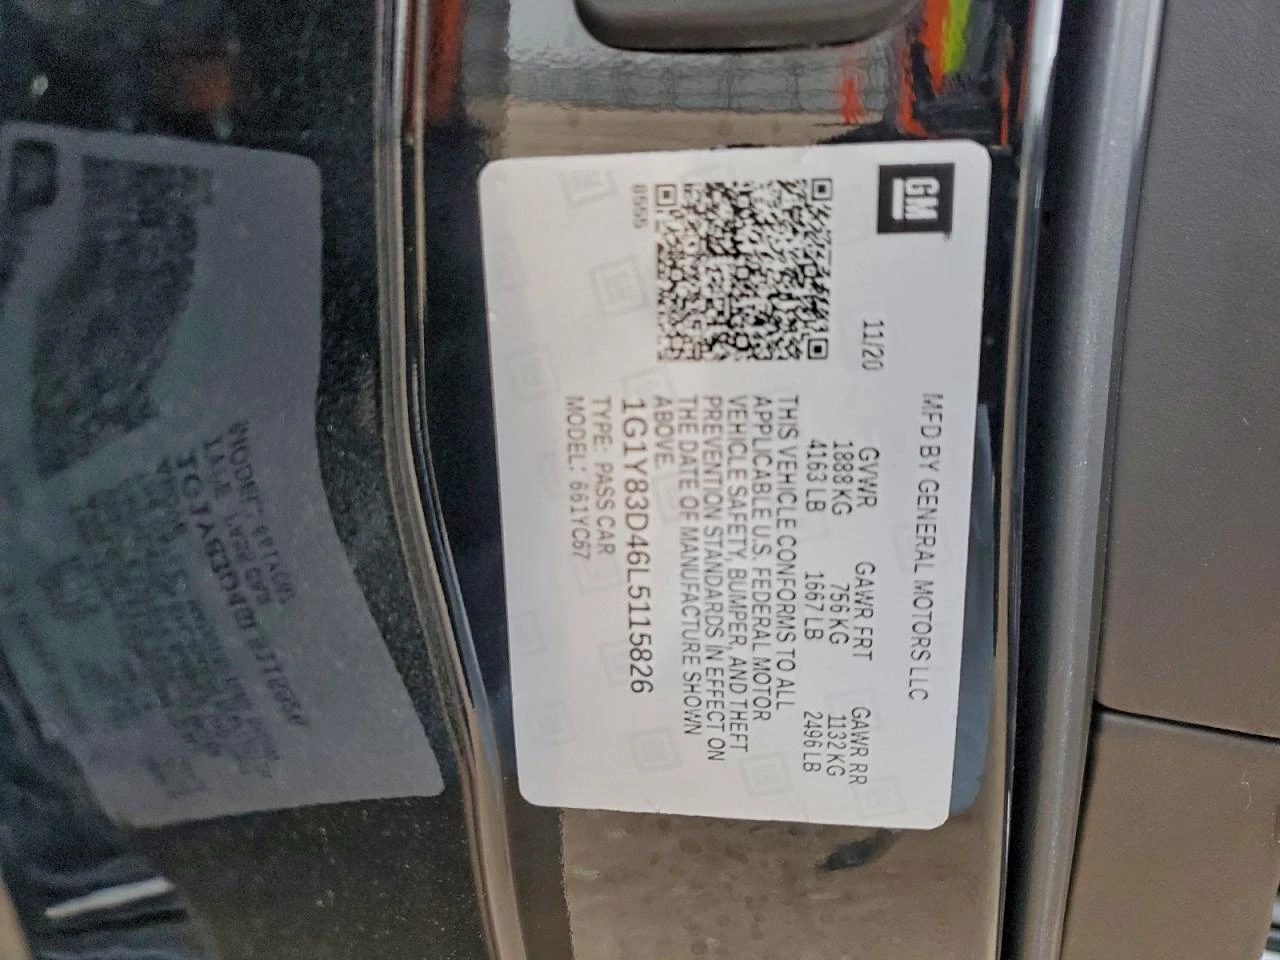 GM
MFD BY GENERAL MOTORS LLC
11/20
GVWR GAWR FRT GAWR RR
1888 KG 756 KG 1132 KG
4163 LB 1667 LB 2496 LB
THIS VEHICLE CONFORMS TO ALL
APPLICABLE U.S. FEDERAL MOTOR
VEHICLE SAFETY, BUMPER, AND THEFT
PREVENTION STANDARDS IN EFFECT ON
THE DATE OF MANUFACTURE SHOWN
ABOVE.
8555
1G1Y83D46L5115826
TYPE: PASS CAR
MODEL: 661YC67